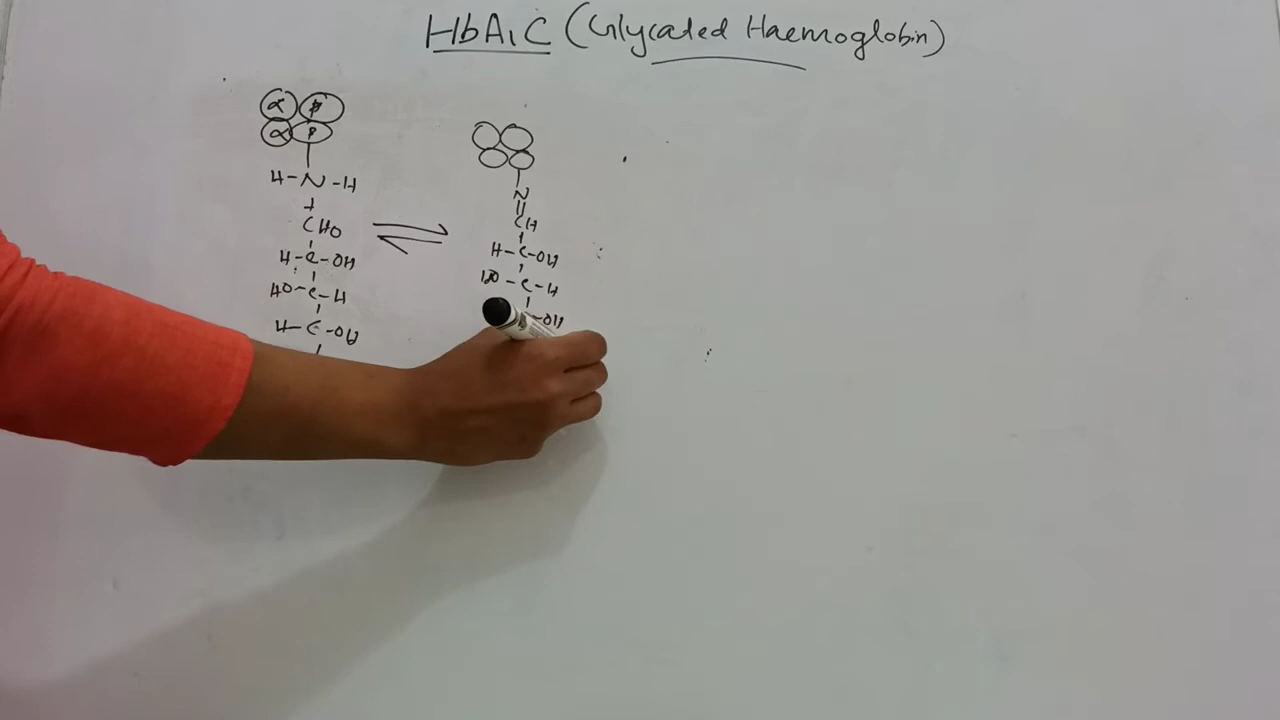 HbA1C (Glycated Haemoglobin)
α β
α β
H-N-H
+
CHO
H-C-OH
HO-C-H
H-C-OH
N
CH
H-C-OH
HO-C-H
-OH